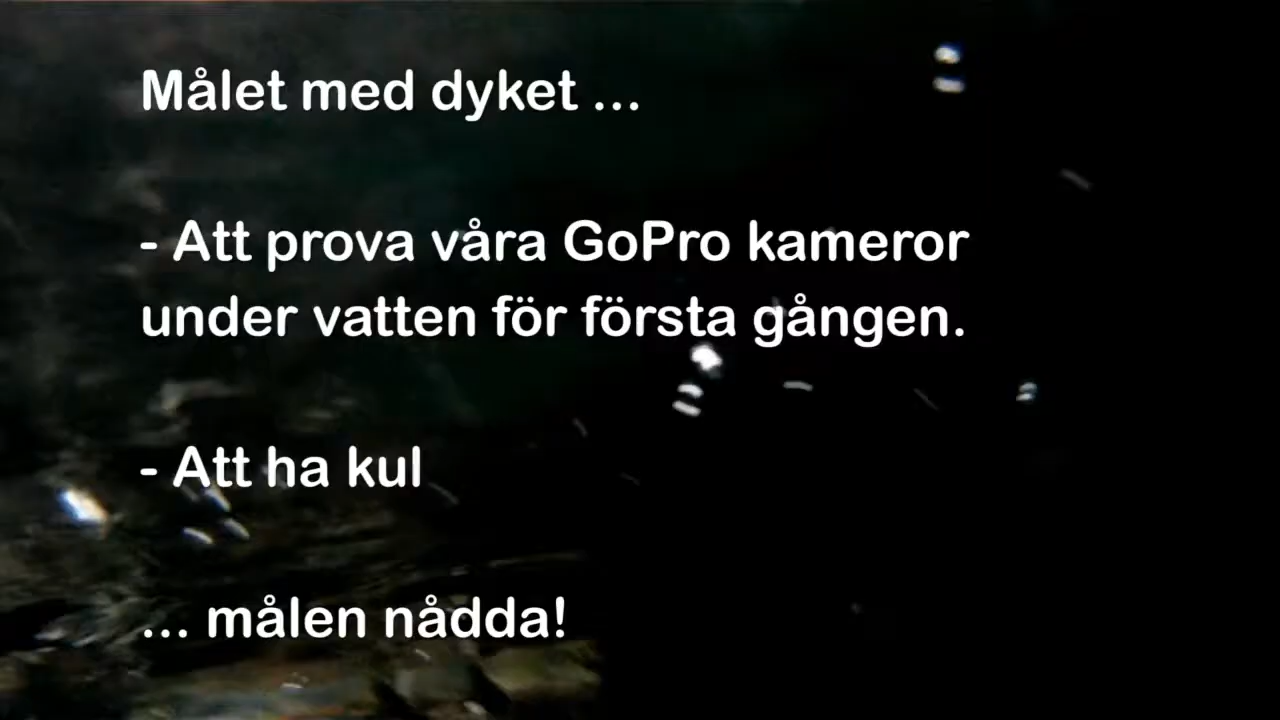 Målet med dyket ...
- Att prova våra GoPro kameror
under vatten för första gången.
- Att ha kul
... målen nådda!